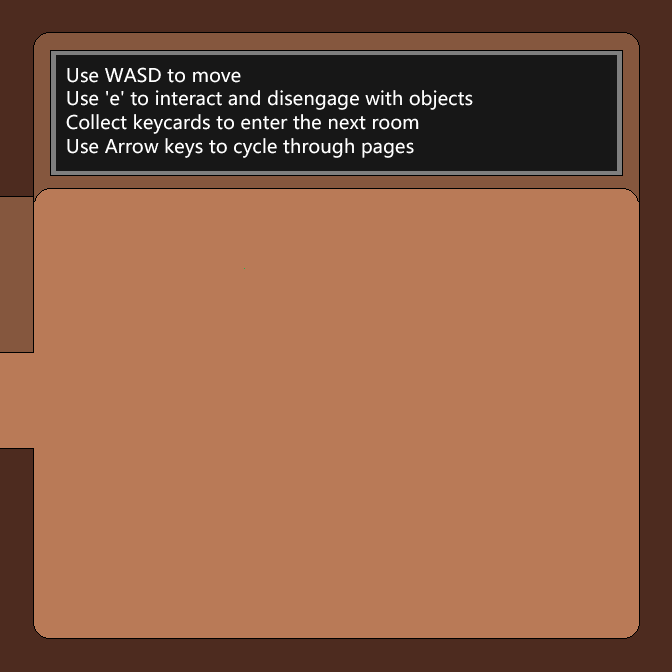 Use WASD to move
Use 'e' to interact and disengage with objects
Collect keycards to enter the next room
Use Arrow keys to cycle through pages